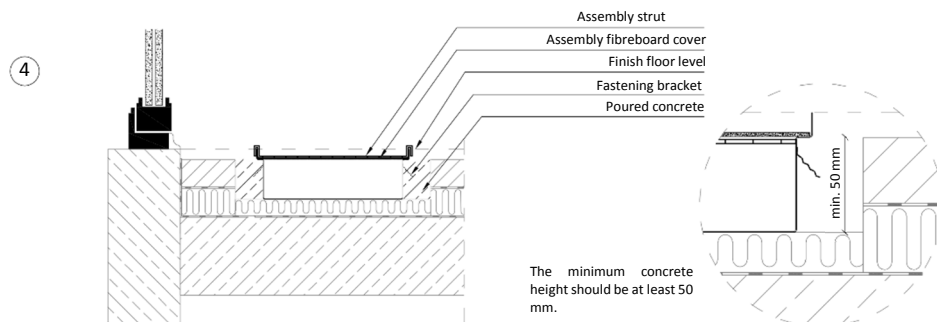 4
Assembly strut
Assembly fibreboard cover
Finish floor level
Fastening bracket
Poured concrete
min. 50 mm
The minimum concrete
height should be at least 50
mm.